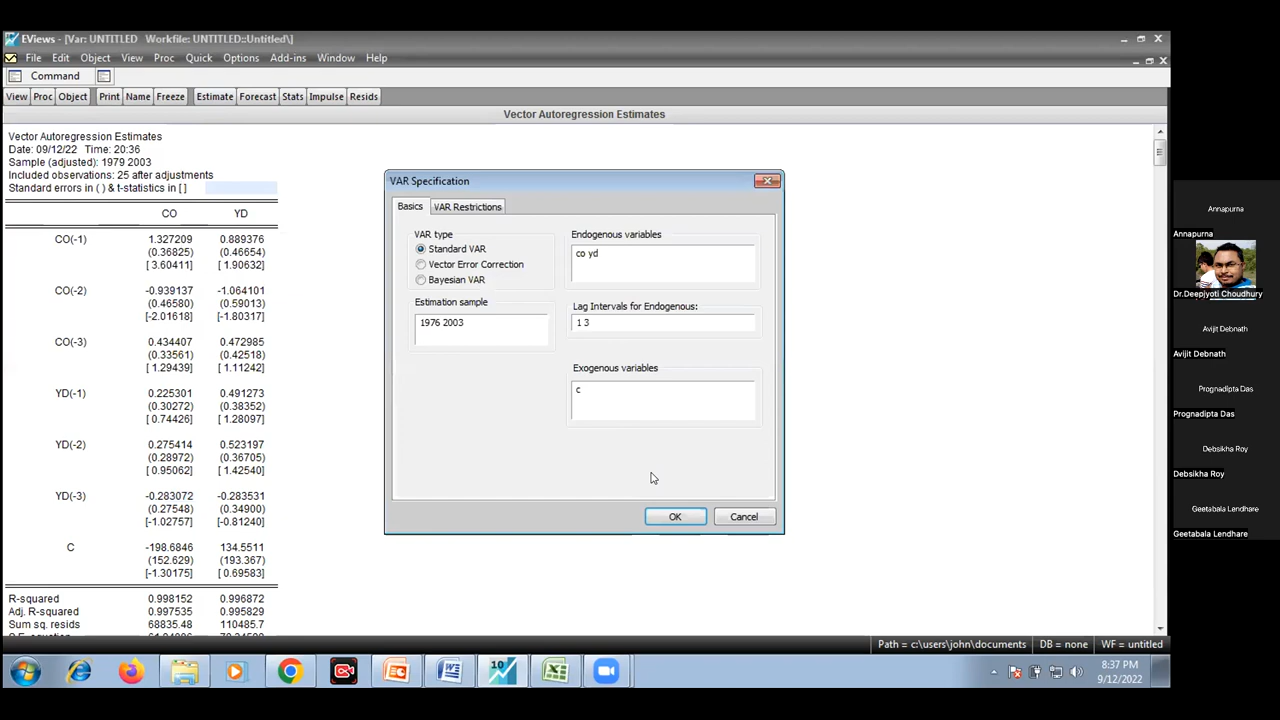 EViews - [Var: UNTITLED Workfile: UNTITLED::Untitled\]
File Edit Object View Proc Quick Options Add-ins Window Help
Command
View Proc Object Print Name Freeze Estimate Forecast Stats Impulse Resids
Vector Autoregression Estimates
Vector Autoregression Estimates
Date: 09/12/22 Time: 20:36
Sample (adjusted): 1979 2003
Included observations: 25 after adjustments
Standard errors in ( ) & t-statistics in [ ]
CO YD
CO(-1) 1.327209 0.889376
(0.36825) (0.46654)
[ 3.60411] [ 1.90632]
CO(-2) -0.939137 -1.064101
(0.46580) (0.59013)
[-2.01618] [-1.80317]
CO(-3) 0.434407 0.472985
(0.33561) (0.42518)
[ 1.29439] [ 1.11242]
YD(-1) 0.225301 0.491273
(0.30272) (0.38352)
[ 0.74426] [ 1.28097]
YD(-2) 0.275414 0.523197
(0.28972) (0.36705)
[ 0.95062] [ 1.42540]
YD(-3) -0.283072 -0.283531
(0.27548) (0.34900)
[-1.02757] [-0.81240]
C -198.6846 134.5511
(152.629) (193.367)
[-1.30175] [ 0.69583]
R-squared 0.998152 0.996872
Adj. R-squared 0.997535 0.995829
Sum sq. resids 68835.48 110485.7
VAR Specification
Basics VAR Restrictions
VAR type
Standard VAR
Vector Error Correction
Bayesian VAR
Estimation sample
1976 2003
Endogenous variables
co yd
Lag Intervals for Endogenous:
1 3
Exogenous variables
c
OK Cancel
Path = c:\users\john\documents DB = none WF = untitled
10
8:37 PM
9/12/2022
Annapurna
Annapurna
Dr.Deepjyoti Choudhury
Avijit Debnath
Avijit Debnath
Prognadipta Das
Prognadipta Das
Debsikha Roy
Debsikha Roy
Geetabala Lendhare
Geetabala Lendhare